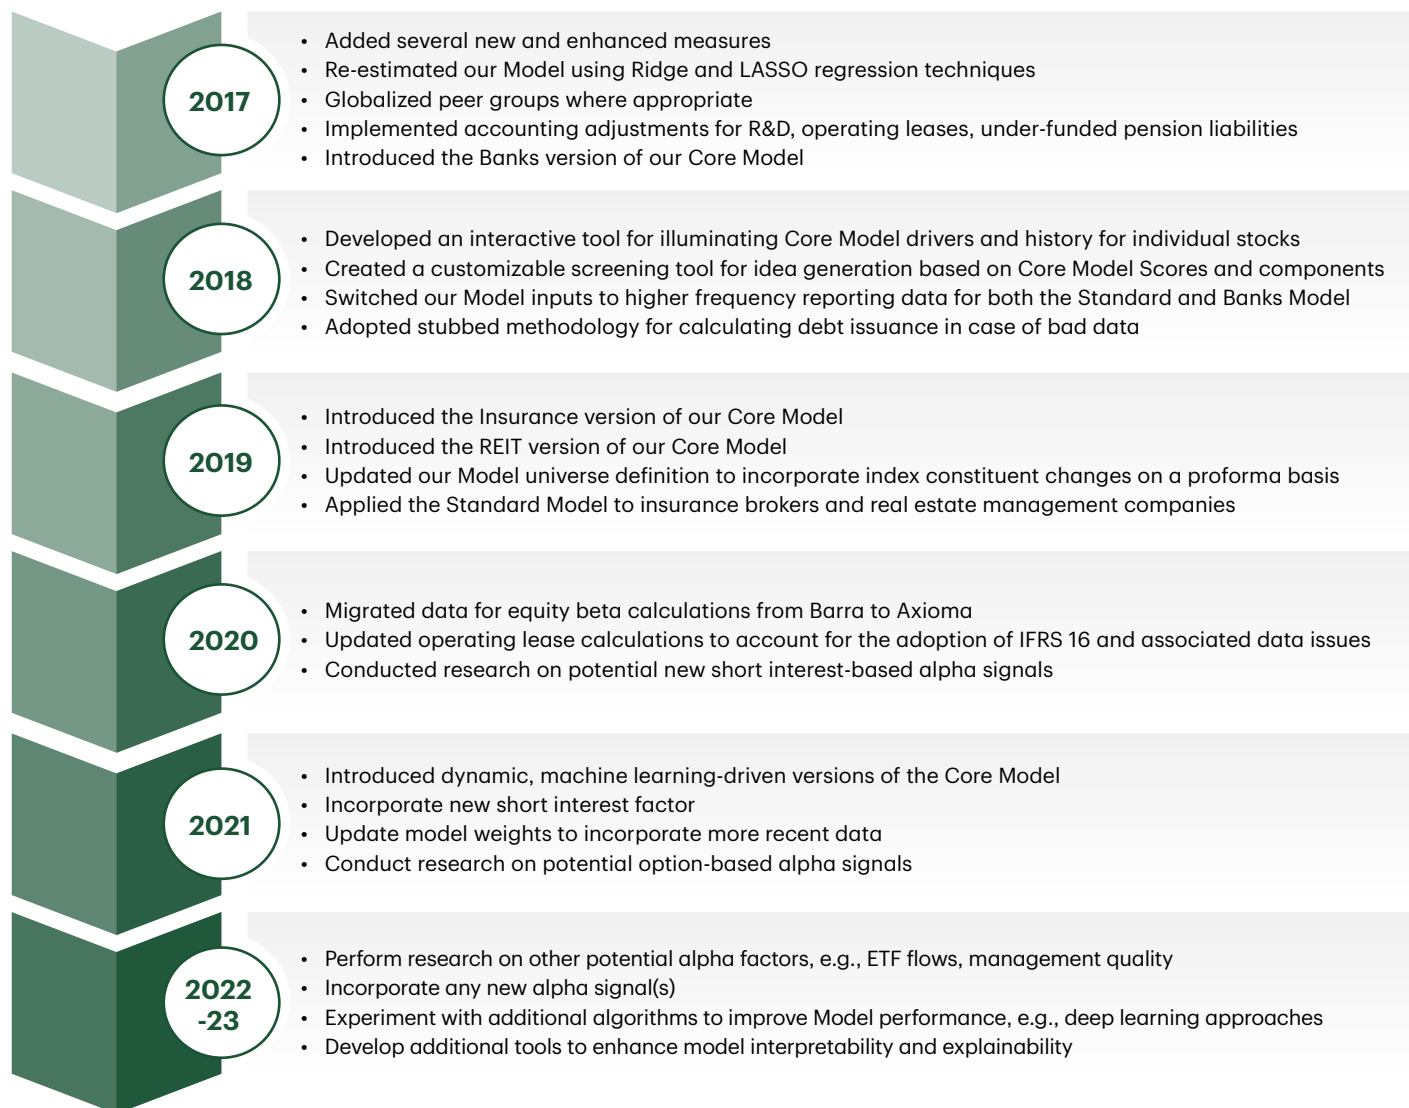 2017
• Added several new and enhanced measures
• Re-estimated our Model using Ridge and LASSO regression techniques
• Globalized peer groups where appropriate
• Implemented accounting adjustments for R&D, operating leases, under-funded pension liabilities
• Introduced the Banks version of our Core Model
2018
• Developed an interactive tool for illuminating Core Model drivers and history for individual stocks
• Created a customizable screening tool for idea generation based on Core Model Scores and components
• Switched our Model inputs to higher frequency reporting data for both the Standard and Banks Model
• Adopted stubbed methodology for calculating debt issuance in case of bad data
2019
• Introduced the Insurance version of our Core Model
• Introduced the REIT version of our Core Model
• Updated our Model universe definition to incorporate index constituent changes on a proforma basis
• Applied the Standard Model to insurance brokers and real estate management companies
2020
• Migrated data for equity beta calculations from Barra to Axioma
• Updated operating lease calculations to account for the adoption of IFRS 16 and associated data issues
• Conducted research on potential new short interest-based alpha signals
2021
• Introduced dynamic, machine learning-driven versions of the Core Model
• Incorporate new short interest factor
• Update model weights to incorporate more recent data
• Conduct research on potential option-based alpha signals
2022
-23
• Perform research on other potential alpha factors, e.g., ETF flows, management quality
• Incorporate any new alpha signal(s)
• Experiment with additional algorithms to improve Model performance, e.g., deep learning approaches
• Develop additional tools to enhance model interpretability and explainability